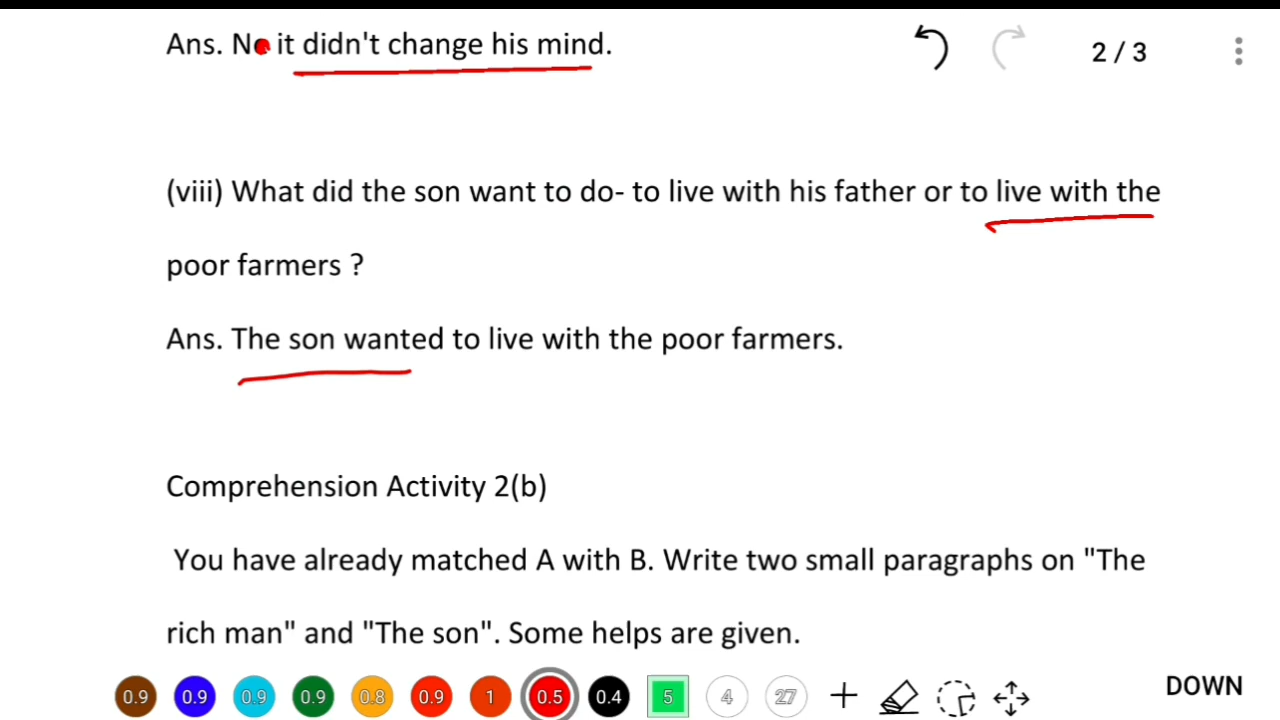 Ans. No it didn't change his mind.
2 / 3
(viii) What did the son want to do- to live with his father or to live with the
poor farmers ?
Ans. The son wanted to live with the poor farmers.
Comprehension Activity 2(b)
You have already matched A with B. Write two small paragraphs on "The
rich man" and "The son". Some helps are given.
0.9 0.9 0.9 0.9 0.8 0.9 1 0.5 0.4 5 4 27
DOWN